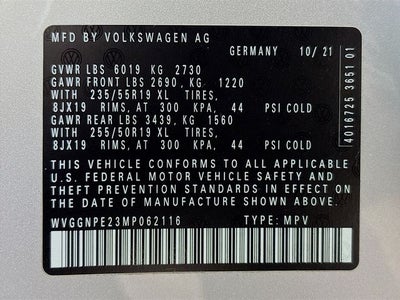 MFD BY VOLKSWAGEN AG
GERMANY 10/ 21
GVWR LBS 6019 KG 2730
GAWR FRONT LBS 2690, KG 1220
WITH 235/55R19 XL TIRES,
8JX19 RIMS, AT 300 KPA, 44 PSI COLD
GAWR REAR LBS 3439, KG 1560
WITH 255/50R19 XL TIRES,
8JX19 RIMS, AT 300 KPA, 44 PSI COLD
THIS VEHICLE CONFORMS TO ALL APPLICABLE
U.S. FEDERAL MOTOR VEHICLE SAFETY AND
THEFT PREVENTION STANDARDS IN EFFECT ON
THE DATE OF MANUFACTURE SHOWN ABOVE.
WVGGNPE23MP062116 TYPE: MPV
4016725 3651 01